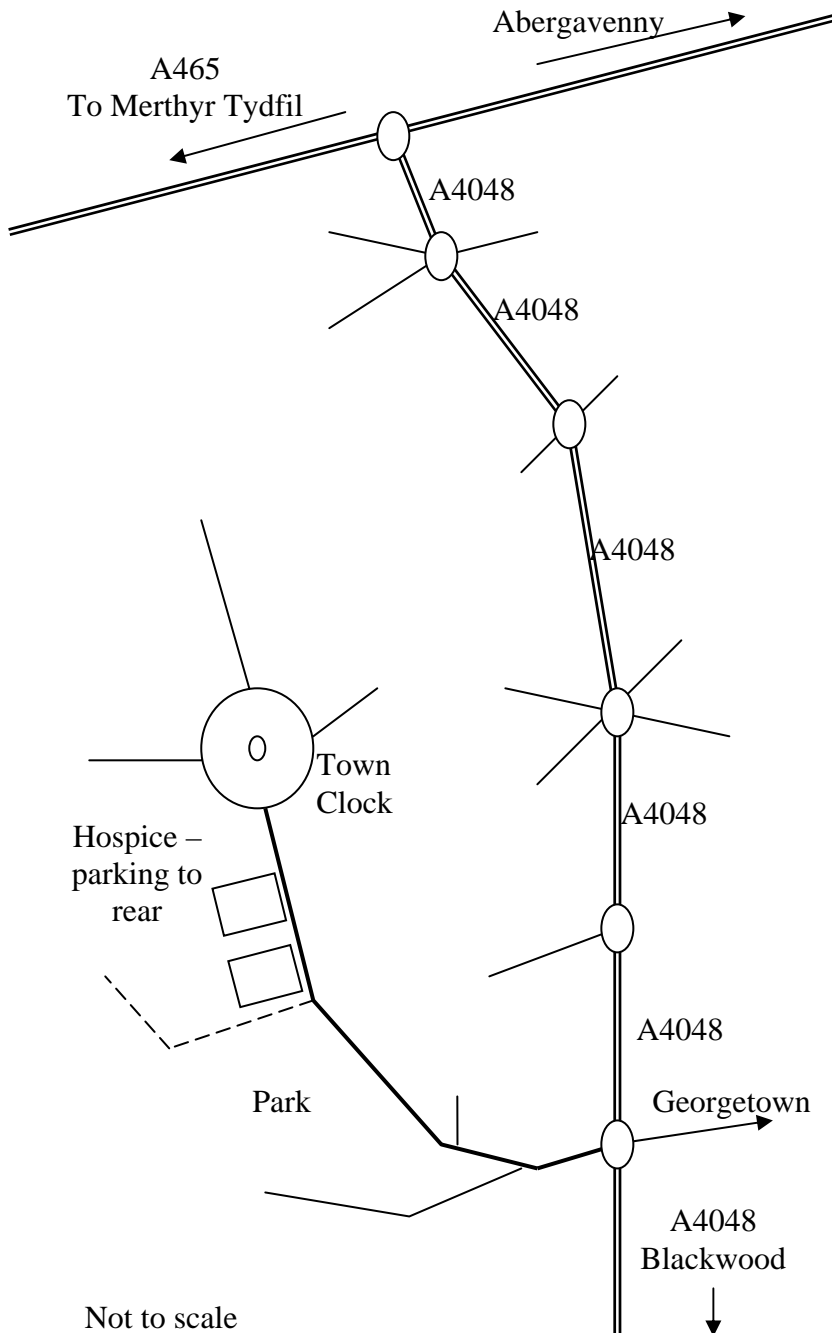 Abergavenny
A465
To Merthyr Tydfil
A4048
A4048
A4048
Town
Clock
A4048
Hospice –
parking to
rear
A4048
Park
Georgetown
A4048
Blackwood
Not to scale